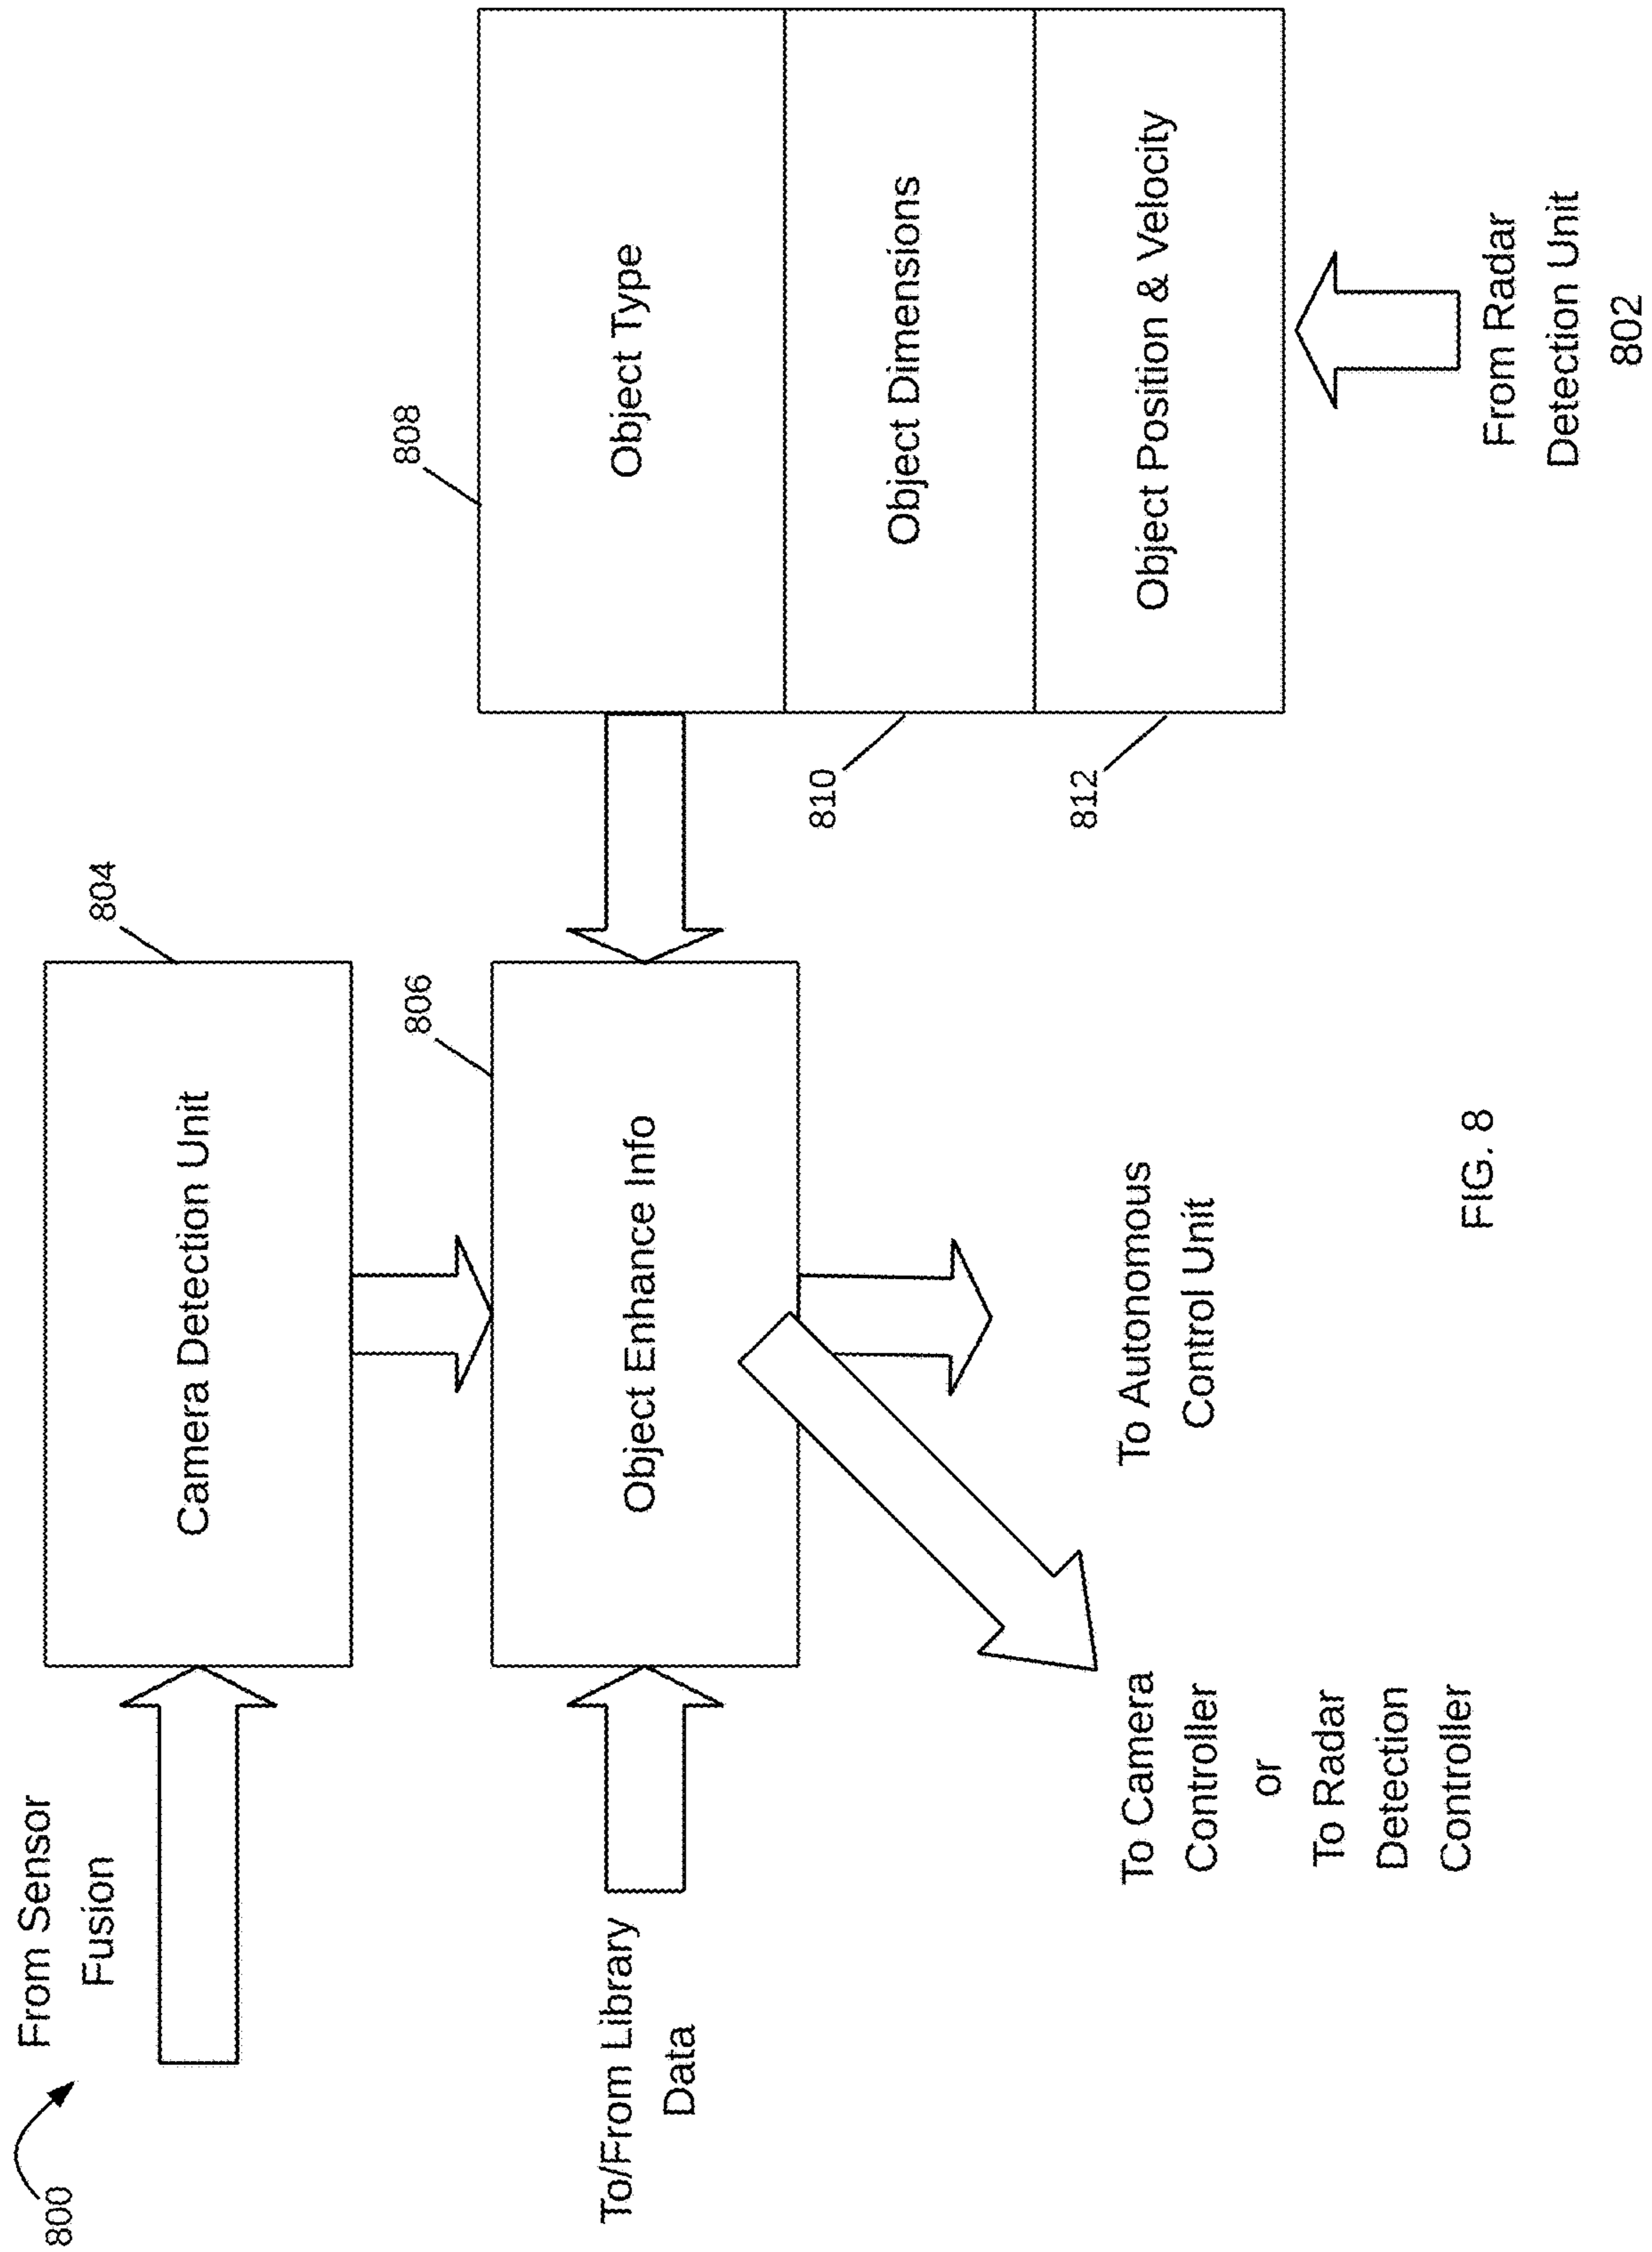 800
From Sensor
Fusion
804
Camera Detection Unit
To/From Library
Data
806
Object Enhance Info
808
Object Type
810
Object Dimensions
812
Object Position & Velocity
To Camera
Controller
or
To Radar
Detection
Controller
To Autonomous
Control Unit
From Radar
Detection Unit
802
FIG. 8